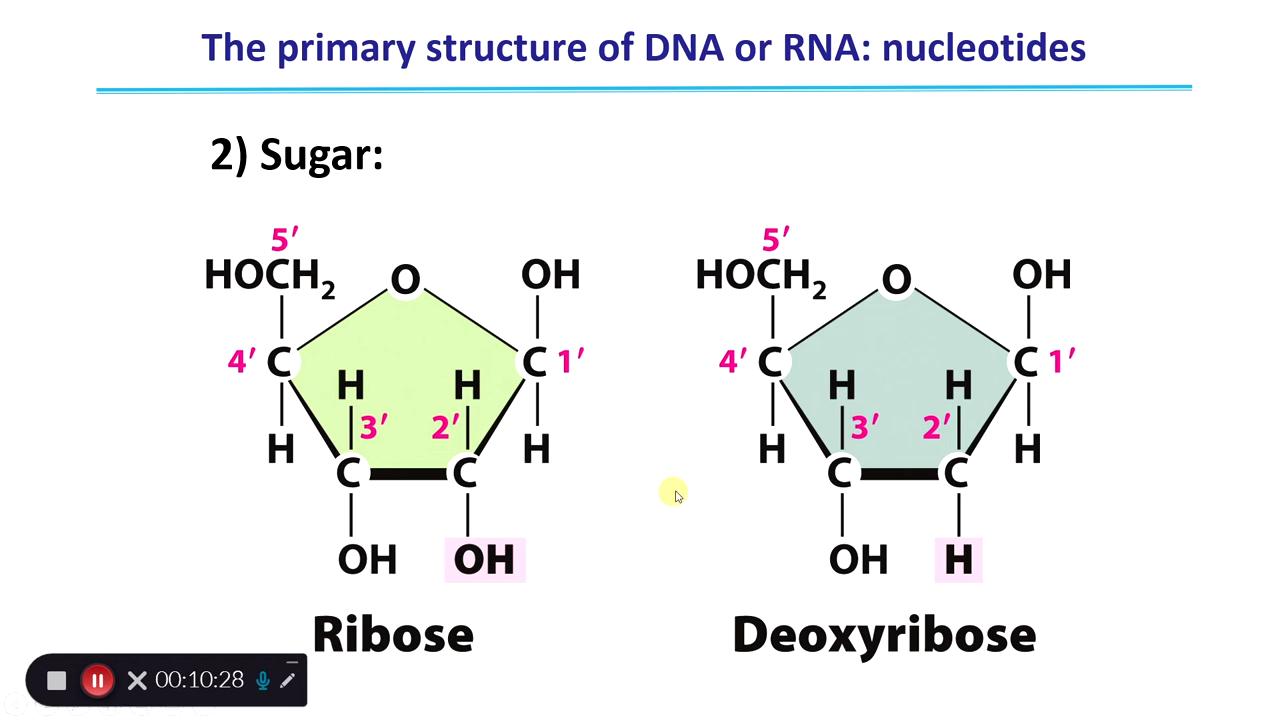 The primary structure of DNA or RNA: nucleotides
2) Sugar:
5′
HOCH2
O
OH
4′ C
C 1′
H
H
3′
2′
H
H
C
C
OH
OH
Ribose
5′
HOCH2
O
OH
4′ C
C 1′
H
H
3′
2′
H
H
C
C
OH
H
Deoxyribose
00:10:28